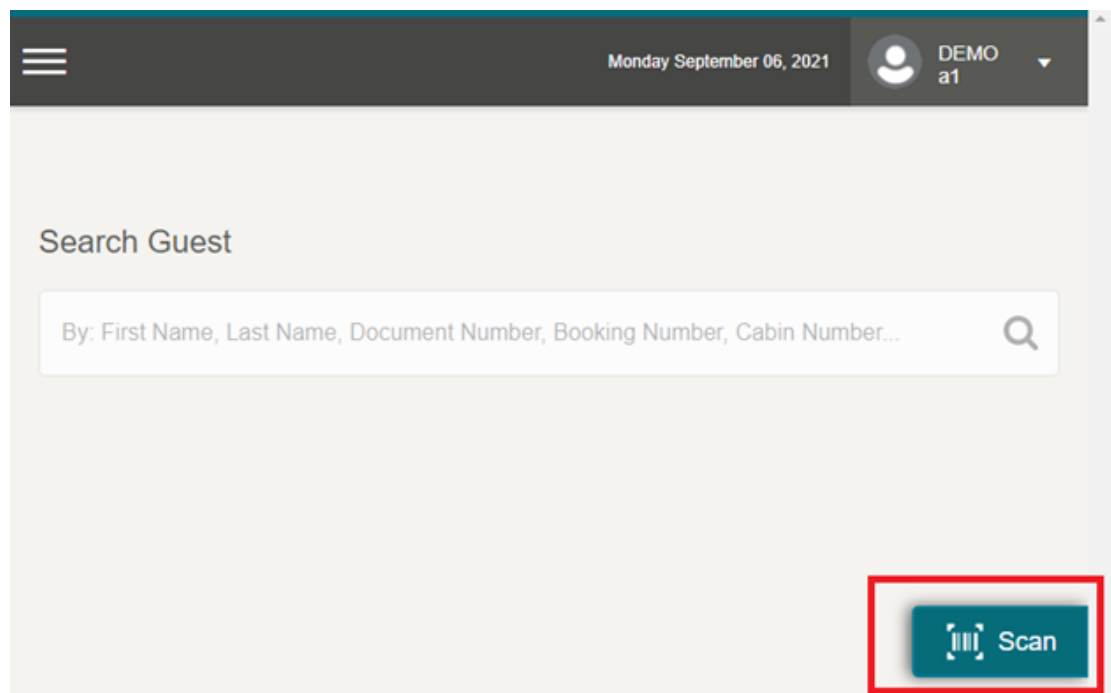 Monday September 06, 2021
DEMO
a1
Search Guest
By: First Name, Last Name, Document Number, Booking Number, Cabin Number...
Scan